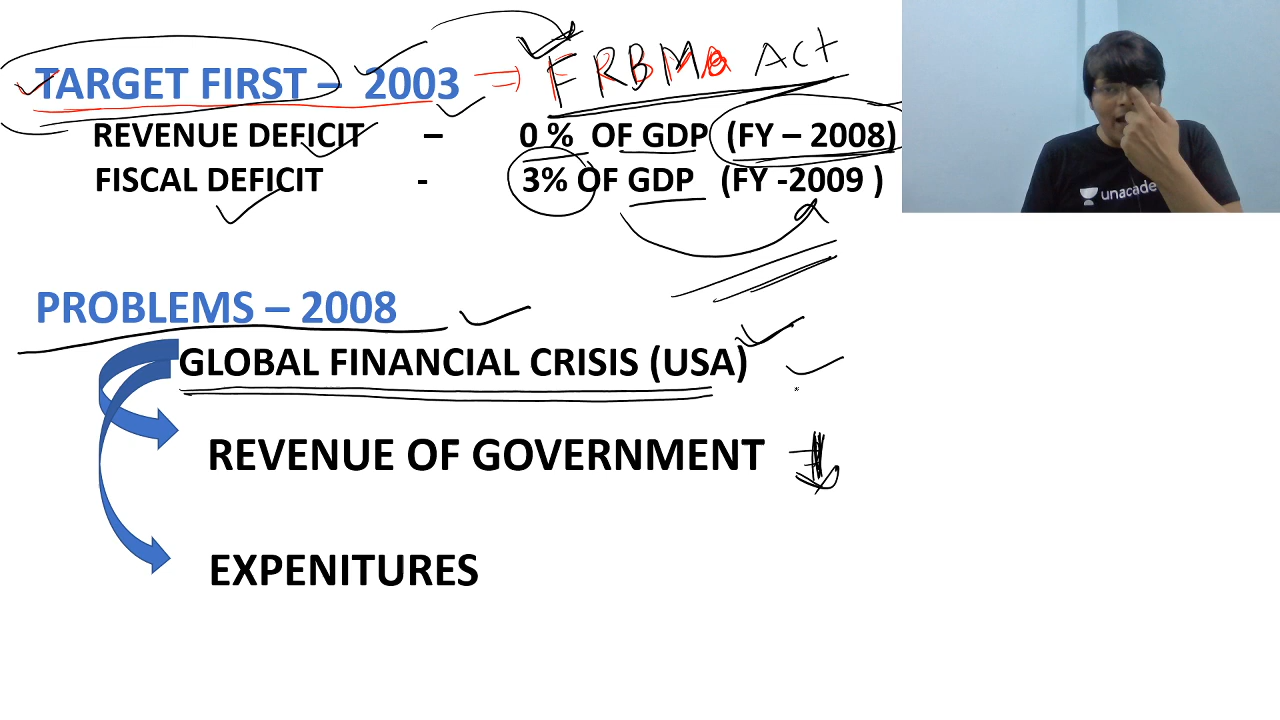 TARGET FIRST – 2003 ⇒ FRBM ACT
REVENUE DEFICIT – 0 % OF GDP (FY – 2008)
FISCAL DEFICIT - 3% OF GDP (FY -2009 )
unacade
PROBLEMS – 2008
GLOBAL FINANCIAL CRISIS (USA)
REVENUE OF GOVERNMENT
EXPENITURES